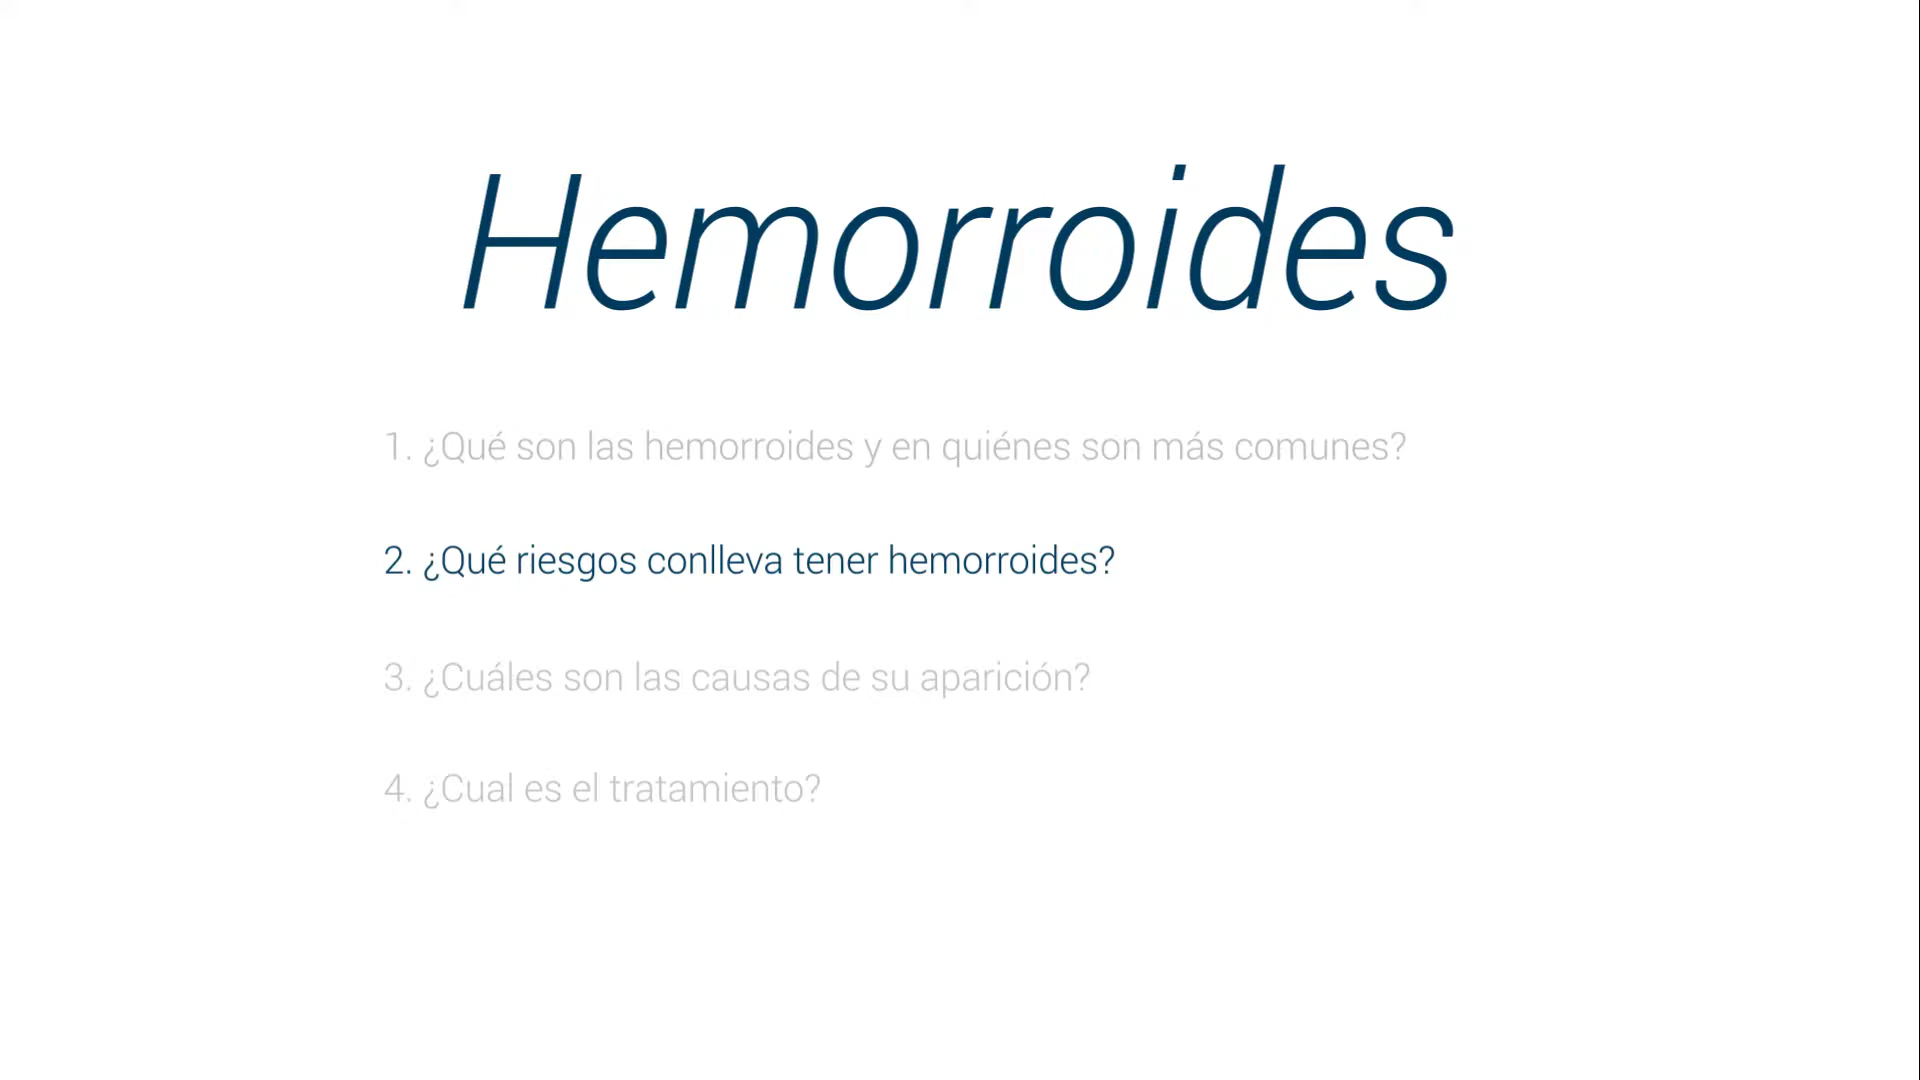 Hemorroides
1. ¿Qué son las hemorroides y en quiénes son más comunes?
2. ¿Qué riesgos conlleva tener hemorroides?
3. ¿Cuáles son las causas de su aparición?
4. ¿Cual es el tratamiento?